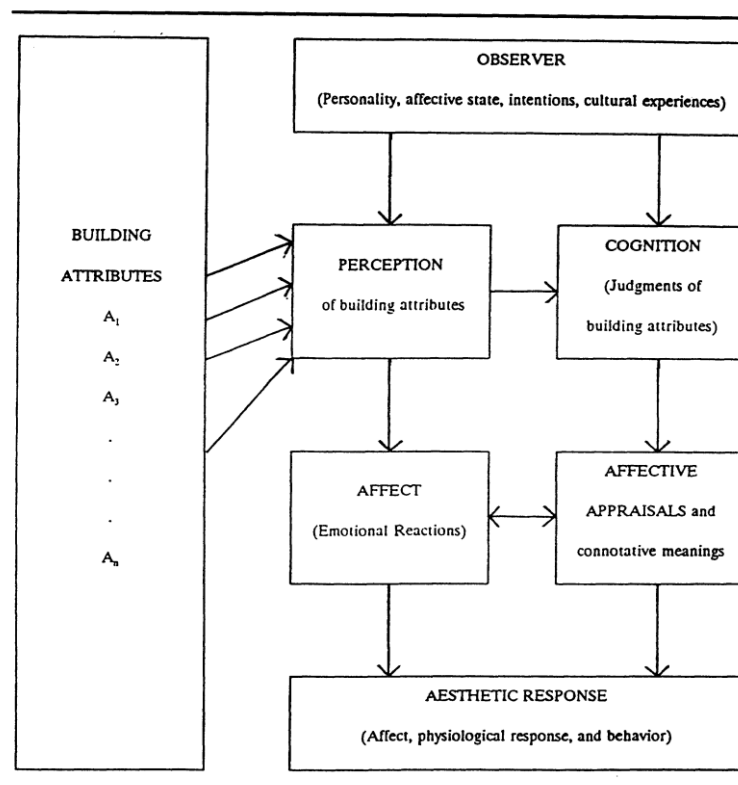 OBSERVER
(Personality, affective state, intentions, cultural experiences)
BUILDING
ATTRIBUTES
A₁
A₂
A₃
.
.
.
Aₙ
PERCEPTION
of building attributes
COGNITION
(Judgments of
building attributes)
AFFECT
(Emotional Reactions)
AFFECTIVE
APPRAISALS and
connotative meanings
AESTHETIC RESPONSE
(Affect, physiological response, and behavior)